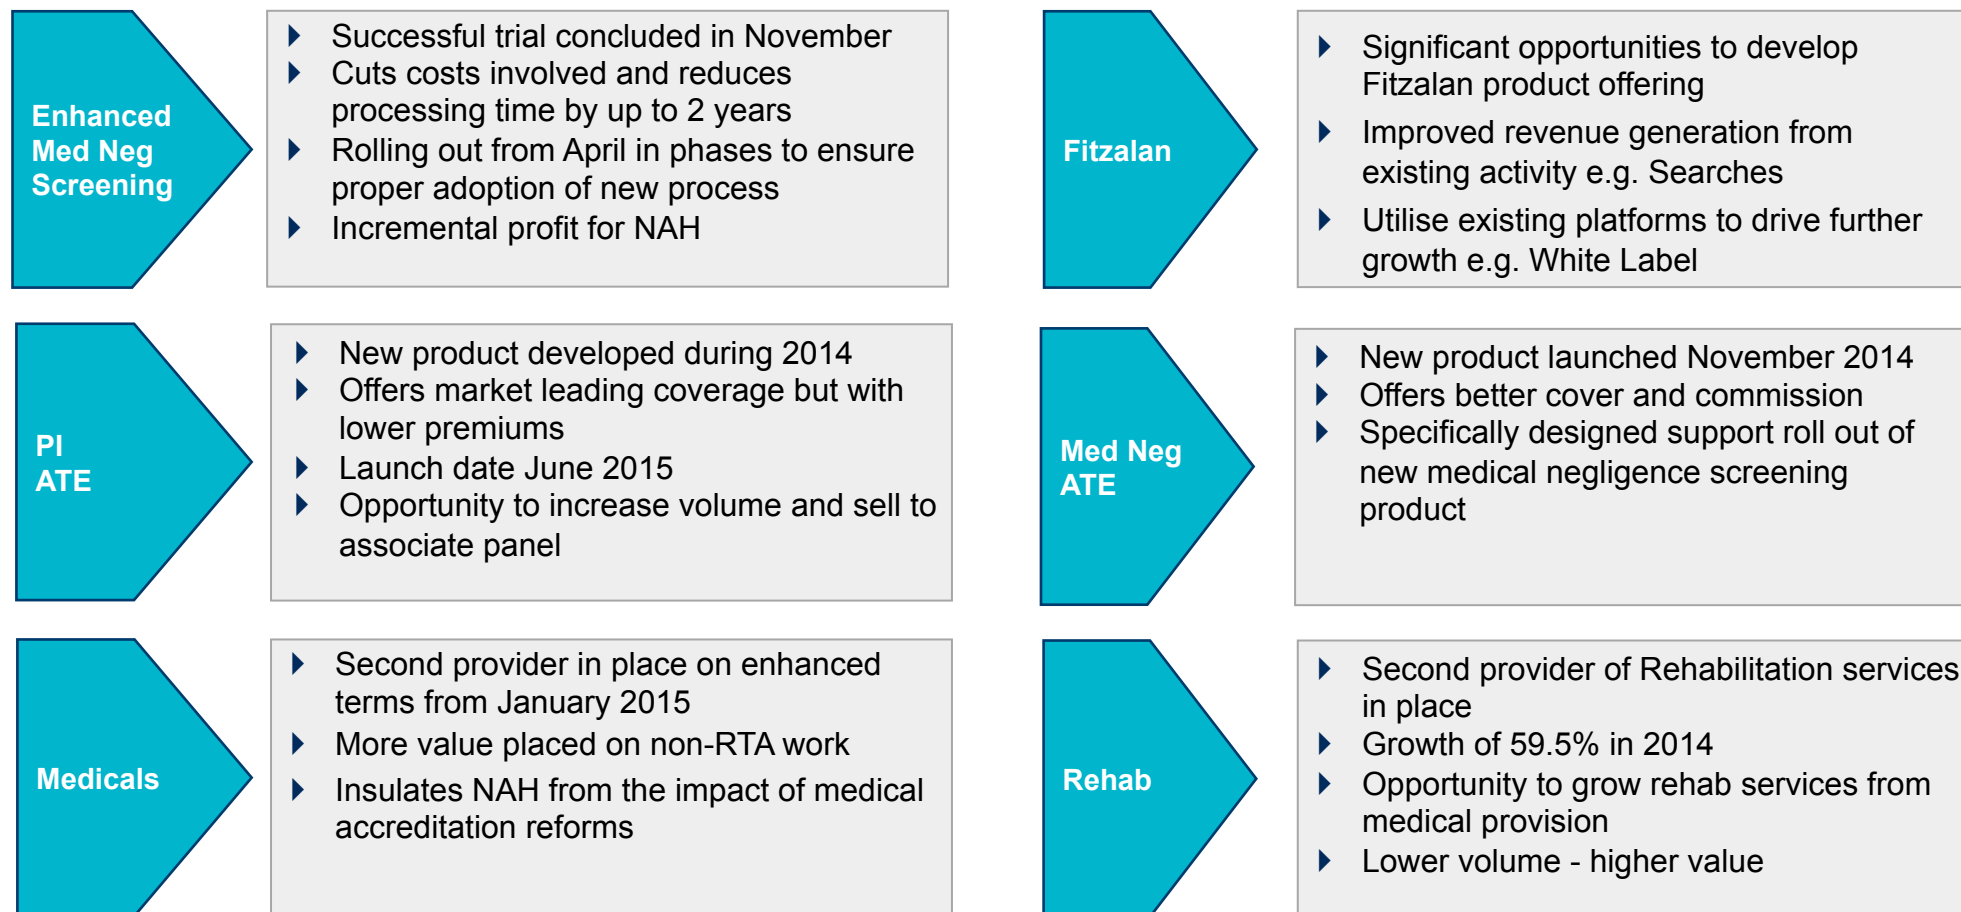 Enhanced
Med Neg
Screening
Successful trial concluded in November
Cuts costs involved and reduces
processing time by up to 2 years
Rolling out from April in phases to ensure
proper adoption of new process
Incremental profit for NAH
Fitzalan
Significant opportunities to develop
Fitzalan product offering
Improved revenue generation from
existing activity e.g. Searches
Utilise existing platforms to drive further
growth e.g. White Label
PI
ATE
New product developed during 2014
Offers market leading coverage but with
lower premiums
Launch date June 2015
Opportunity to increase volume and sell to
associate panel
Med Neg
ATE
New product launched November 2014
Offers better cover and commission
Specifically designed support roll out of
new medical negligence screening
product
Medicals
Second provider in place on enhanced
terms from January 2015
More value placed on non-RTA work
Insulates NAH from the impact of medical
accreditation reforms
Rehab
Second provider of Rehabilitation services
in place
Growth of 59.5% in 2014
Opportunity to grow rehab services from
medical provision
Lower volume - higher value